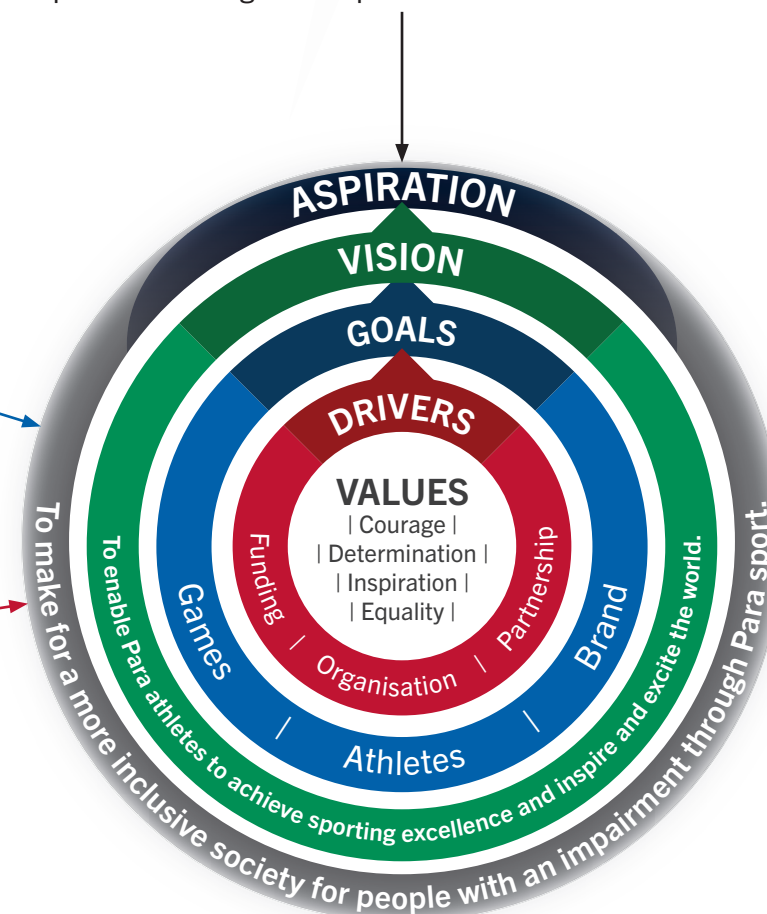 ASPIRATION
VISION
GOALS
DRIVERS
VALUES
| Courage |
| Determination |
| Inspiration |
| Equality |
Funding | Organisation | Partnership
Games | Athletes | Brand
To enable Para athletes to achieve sporting excellence and inspire and excite the world.
To make for a more inclusive society for people with an impairment through Para sport.